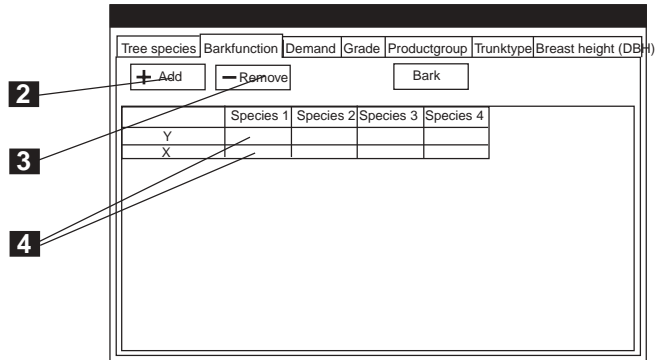 Tree species Barkfunction Demand Grade Productgroup Trunktype Breast height (DBH)
+ Add - Remove Bark
2
Species 1 Species 2 Species 3 Species 4
Y
3
X
4